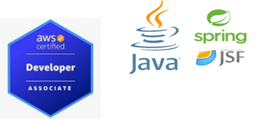 aws
certified
Developer
ASSOCIATE
Java
spring
JSF